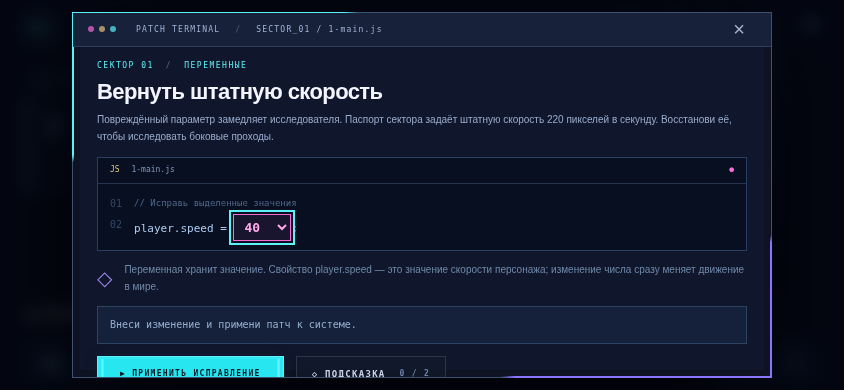 PATCH TERMINAL / SECTOR_01 / 1-main.js ✕
СЕКТОР 01 / ПЕРЕМЕННЫЕ
Вернуть штатную скорость
Повреждённый параметр замедляет исследователя. Паспорт сектора задаёт штатную скорость 220 пикселей в секунду. Восстанови её,
чтобы исследовать боковые проходы.
JS 1-main.js
01 // Исправь выделенные значения
02 player.speed = 40
Переменная хранит значение. Свойство player.speed — это значение скорости персонажа; изменение числа сразу меняет движение
в мире.
Внеси изменение и примени патч к системе.
▶ ПРИМЕНИТЬ ИСПРАВЛЕНИЕ ◇ ПОДСКАЗКА 0 / 2